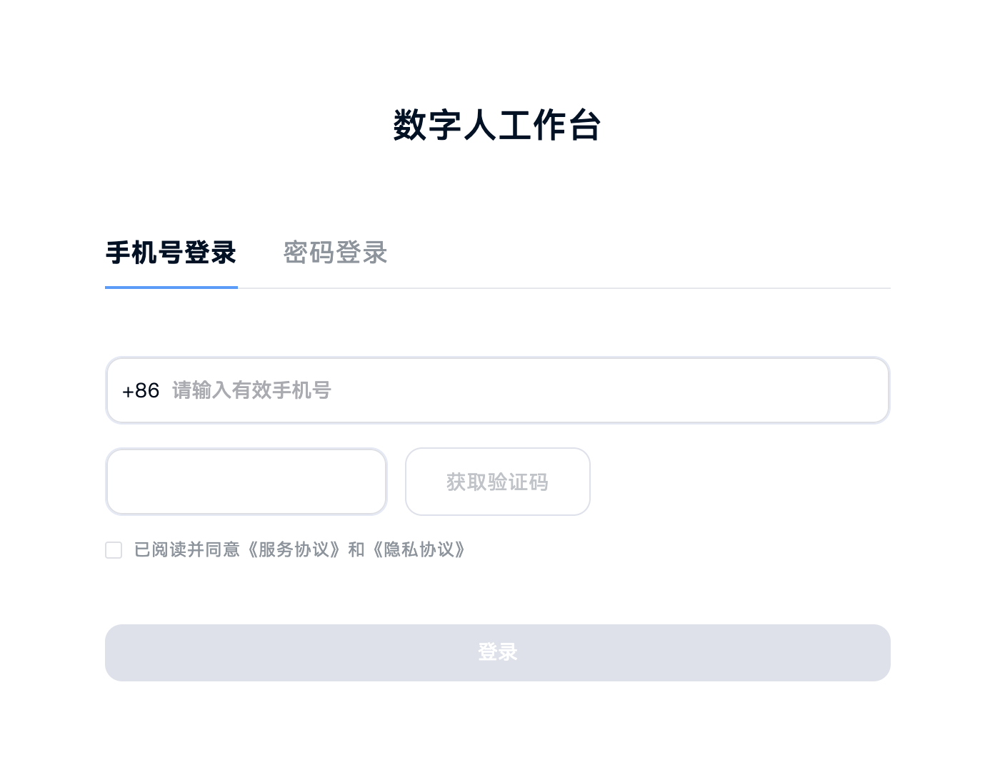 数字人工作台
手机号登录 密码登录
+86 请输入有效手机号
获取验证码
已阅读并同意《服务协议》和《隐私协议》
登录